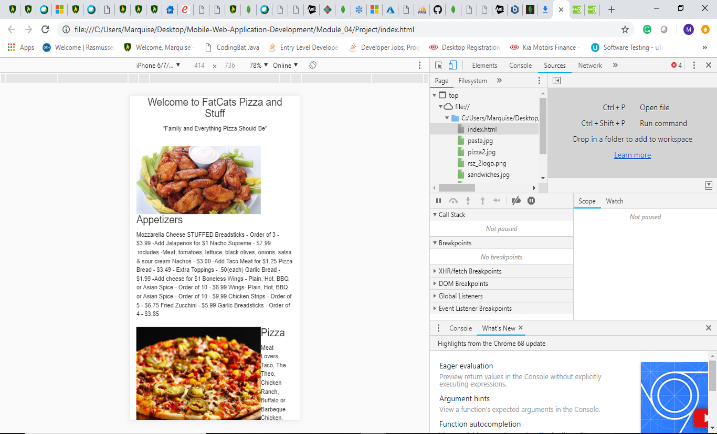 file:///C:/Users/Marquise/Desktop/Mobile-Web-Application-Development/Module_04/Project/index.html
Apps
Welcome | Rasmuss
Welcome, Marquise
CodingBat Java
Entry Level Develope
Developer Jobs, Pro
Desktop Registration
Kia Motors Finance -
Software Testing - u
iPhone 6/7/... 414 × 736 78% Online
Elements Console Sources Network 4
Page Filesystem
top
file://
C:/Users/Marquise/Desktop,
index.html
pasta.jpg
pizza2.jpg
rsz_2logo.png
sandwiches.jpg
Ctrl + P Open file
Ctrl + Shift + P Run command
Drop in a folder to add to workspace
Learn more
Welcome to FatCats Pizza and
Stuff
"Family and Everything Pizza Should Be"
Appetizers
Mozzarella Cheese STUFFED Breadsticks - Order of 3 -
$3.99 -Add Jalapenos for $1 Nacho Supreme - $7.99
-Includes -Meat, tomatoes, lettuce, black olives, onions, salsa
& sour cream Nachos - $3.00 -Add Taco Meat for $1.25 Pizza
Bread - $3.49 - Extra Toppings - .50(each) Garlic Bread -
$1.99 -Add cheese for $1 Boneless Wings - Plain, Hot, BBQ,
or Asian Spice - Order of 10 - $6.99 Wings- Plain, Hot, BBQ
or Asian Spice - Order of 10 - $9.99 Chicken Strips - Order of
5 - $6.75 Fried Zucchini - $5.99 Garlic Breadsticks - Order of
4 - $3.85
Pizza
Meat
Lovers,
Taco, The
Theo,
Chicken
Ranch,
Buffalo or
Barbeque
Chicken,
Call Stack
Not paused
Breakpoints
No breakpoints
XHR/fetch Breakpoints
DOM Breakpoints
Global Listeners
Event Listener Breakpoints
Scope Watch
Not paused
Console What's New
Highlights from the Chrome 68 update
Eager evaluation
Preview return values in the Console without explicitly
executing expressions.
Argument hints
View a function's expected arguments in the Console.
Function autocompletion